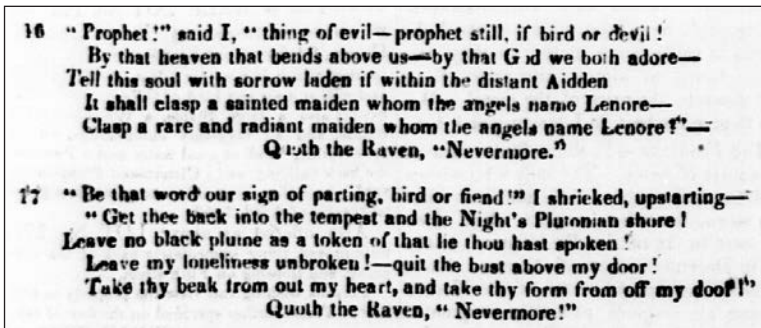 16 "Prophet!" said I, "thing of evil—prophet still, if bird or devil!
By that heaven that bends above us—by that God we both adore—
Tell this soul with sorrow laden if within the distant Aidden
It shall clasp a sainted maiden whom the angels name Lenore—
Clasp a rare and radiant maiden whom the angels name Lenore?"—
Quoth the Raven, "Nevermore."
17 "Be that word our sign of parting, bird or fiend!" I shrieked, upstarting—
"Get thee back into the tempest and the Night's Plutonian shore!
Leave no black plume as a token of that lie thou hast spoken!
Leave my loneliness unbroken!—quit the bust above my door!
Take thy beak from out my heart, and take thy form from off my door!"
Quoth the Raven, "Nevermore!"